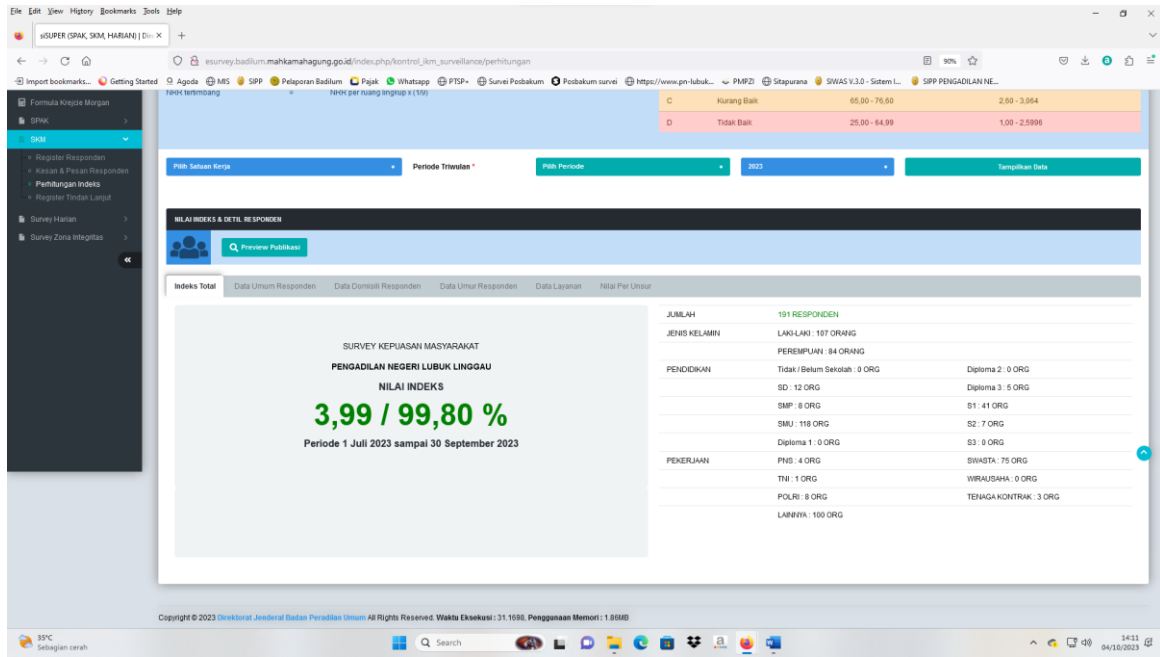 File Edit View History Bookmarks Tools Help
siSUPER (SPAK, SKM, HARIAN) | Dir
esurvey.badilum.mahkamahagung.go.id/index.php/kontrol_ikm_surveillance/perhitungan
90%
Import bookmarks... Getting Started Agoda MIS SIPP Pelaporan Badilum Pajak Whatsapp PTSP+ Survei Posbakum Posbakum survei https://www.pn-lubuk... PMPZI Sitapurana SIWAS V.3.0 - Sistem I... SIPP PENGADILAN NE...
Formula Krejcie Morgan
SPAK
SKM
Register Responden
Kesan & Pesan Responden
Perhitungan Indeks
Register Tindak Lanjut
Survey Harian
Survey Zona Integritas
NRR tertimbang = NRR per ruang lingkup x (1/9)
C Kurang Baik 65,00 - 76,60 2,60 - 3,064
D Tidak Baik 25,00 - 64,99 1,00 - 2,5996
Pilih Satuan Kerja Periode Triwulan * Pilih Periode 2023 Tampilkan Data
NILAI INDEKS & DETIL RESPONDEN
Preview Publikasi
Indeks Total Data Umum Responden Data Domisili Responden Data Umur Responden Data Layanan Nilai Per Unsur
SURVEY KEPUASAN MASYARAKAT
PENGADILAN NEGERI LUBUK LINGGAU
NILAI INDEKS
3,99 / 99,80 %
Periode 1 Juli 2023 sampai 30 September 2023
JUMLAH 191 RESPONDEN
JENIS KELAMIN LAKI-LAKI : 107 ORANG
PEREMPUAN : 84 ORANG
PENDIDIKAN Tidak / Belum Sekolah : 0 ORG Diploma 2 : 0 ORG
SD : 12 ORG Diploma 3 : 5 ORG
SMP : 8 ORG S1 : 41 ORG
SMU : 118 ORG S2 : 7 ORG
Diploma 1 : 0 ORG S3 : 0 ORG
PEKERJAAN PNS : 4 ORG SWASTA : 75 ORG
TNI : 1 ORG WIRAUSAHA : 0 ORG
POLRI : 8 ORG TENAGA KONTRAK : 3 ORG
LAINNYA : 100 ORG
Copyright © 2023 Direktorat Jenderal Badan Peradilan Umum All Rights Reserved. Waktu Eksekusi : 31.1698, Penggunaan Memori : 1.86MB
35°C
Sebagian cerah
Search
14:11
04/10/2023